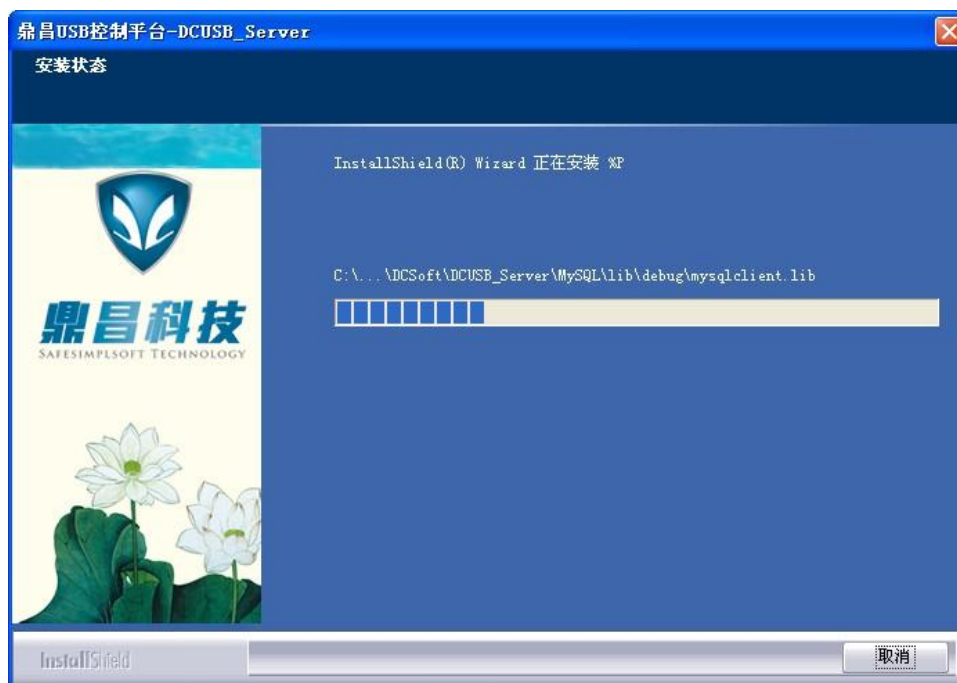 鼎昌USB控制平台-DCUSB_Server
安装状态
InstallShield(R) Wizard 正在安装 %P
C:\...\DCSoft\DCUSB_Server\MySQL\lib\debug\mysqlclient.lib
鼎昌科技
SAFESIMPLSOFT TECHNOLOGY
InstallShield
取消